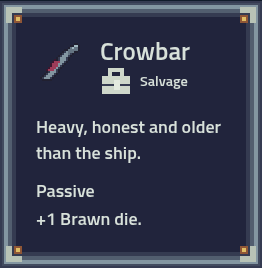 Crowbar
Salvage
Heavy, honest and older
than the ship.
Passive
+1 Brawn die.